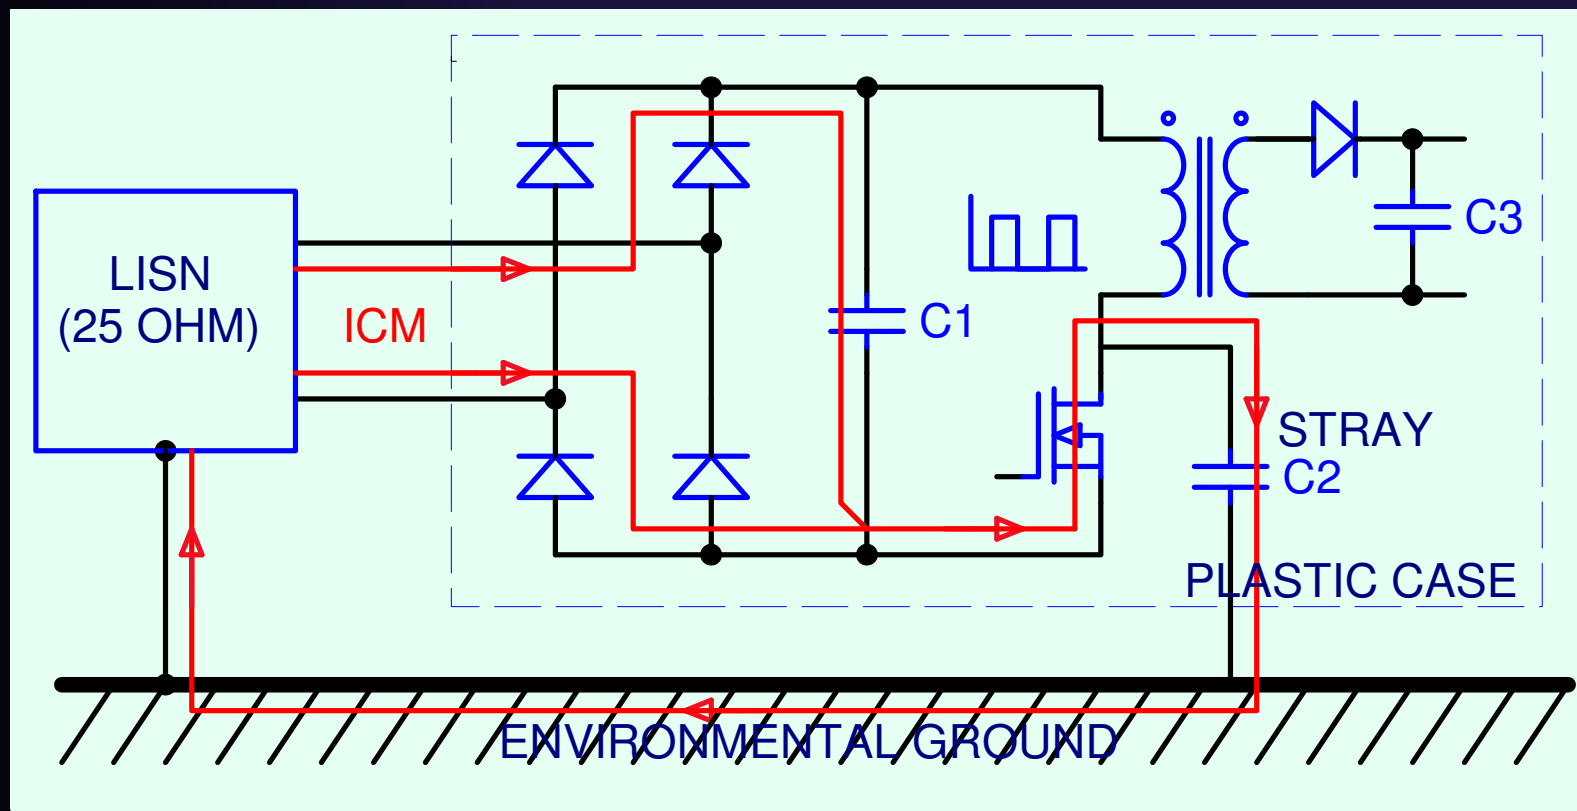 LISN
(25 OHM)
ICM
C1
C3
STRAY
C2
PLASTIC CASE
ENVIRONMENTAL GROUND